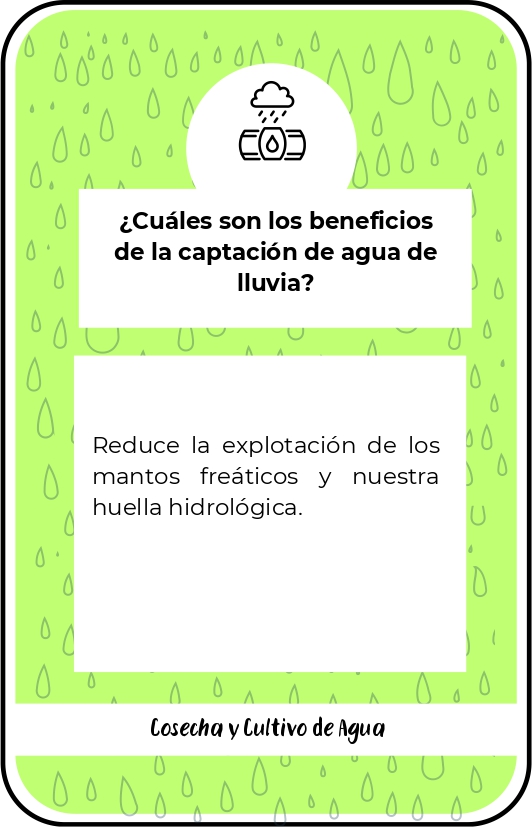 ¿Cuáles son los beneficios
de la captación de agua de
lluvia?
Reduce la explotación de los
mantos freáticos y nuestra
huella hidrológica.
Cosecha y Cultivo de Agua